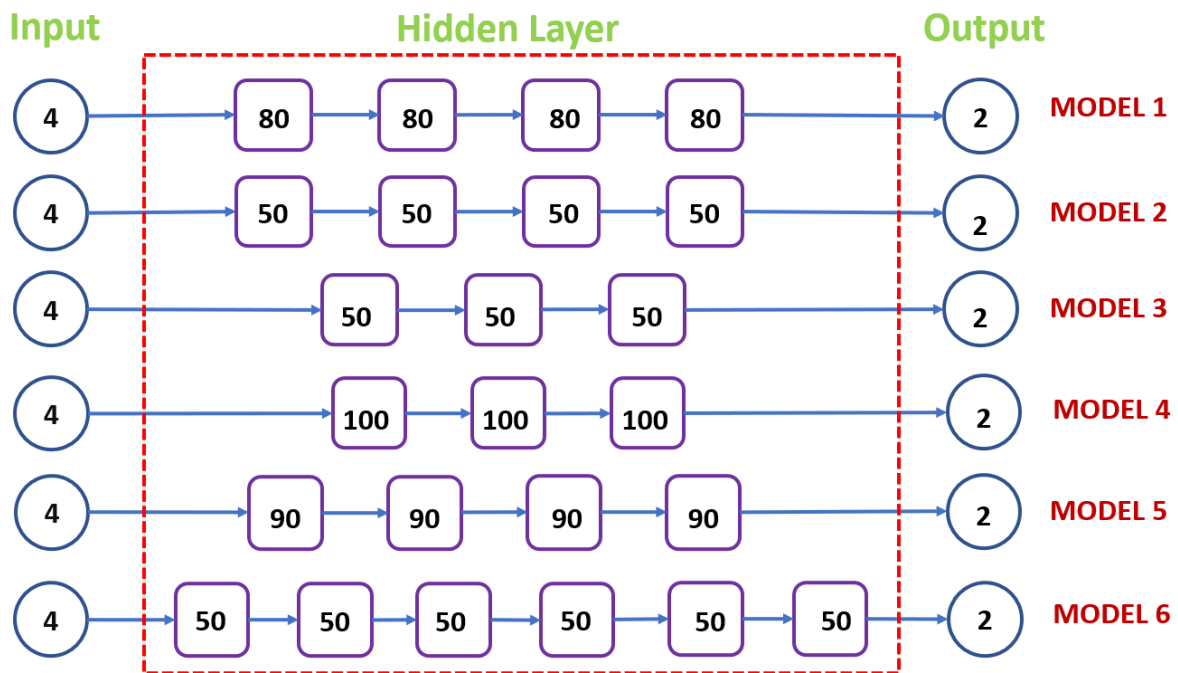 Input Hidden Layer Output
4 80 80 80 80 2 MODEL 1
4 50 50 50 50 2 MODEL 2
4 50 50 50 2 MODEL 3
4 100 100 100 2 MODEL 4
4 90 90 90 90 2 MODEL 5
4 50 50 50 50 50 50 2 MODEL 6